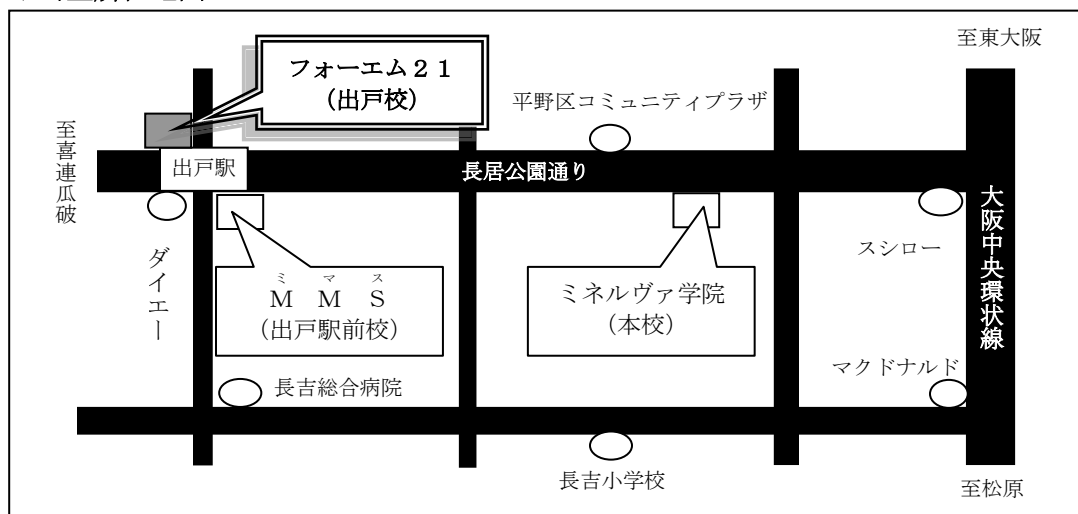 至東大阪
フォーエム21
(出戸校)
平野区コミュニティプラザ
至喜連瓜破
出戸駅
長居公園通り
大阪中央環状線
スシロー
ダイエー
ミ マ ス
M M S
(出戸駅前校)
ミネルヴァ学院
(本校)
マクドナルド
長吉総合病院
長吉小学校
至松原